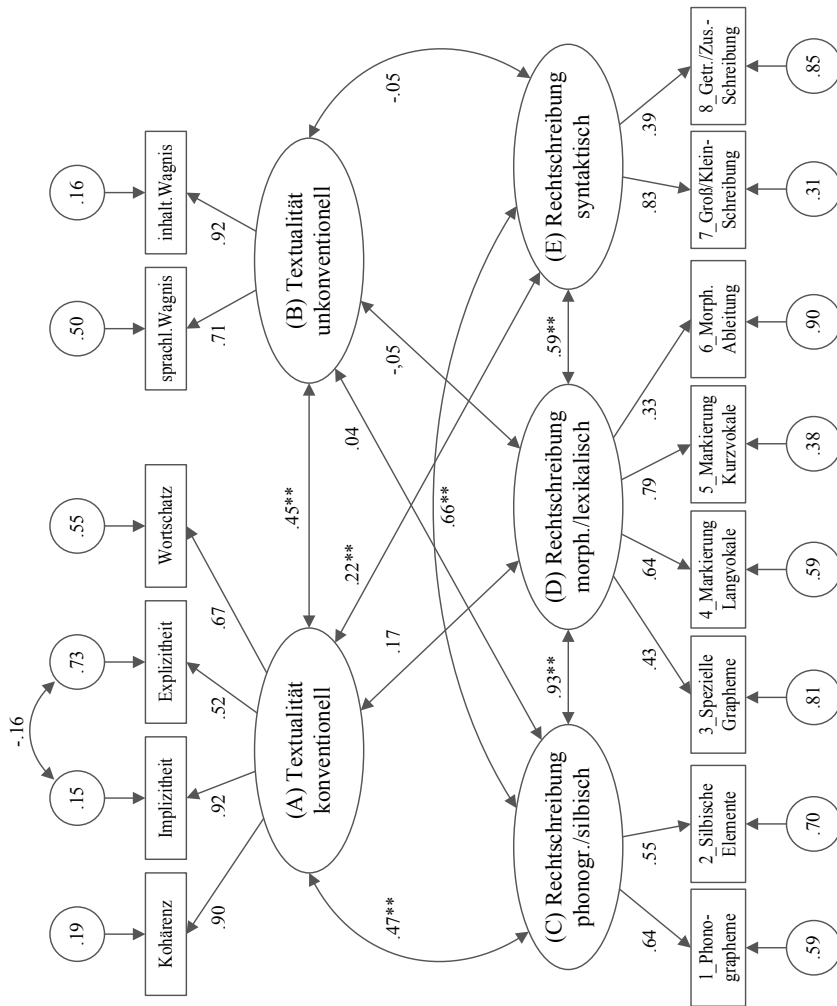 -.16
.19
.15
.73
.55
.50
.16
Kohärenz
Implizitheit
Explizitheit
Wortschatz
sprachl.Wagnis
inhalt.Wagnis
.90
.92
.52
.67
.71
.92
(A) Textualität
konventionell
.45**
(B) Textualität
unkonventionell
.47**
.17
.22**
.04
.66**
-,05
-.05
(C) Rechtschreibung
phonogr./silbisch
.93**
(D) Rechtschreibung
morph./lexikalisch
.59**
(E) Rechtschreibung
syntaktisch
.64
.55
.43
.64
.79
.33
.83
.39
1_Phono-
grapheme
2_Silbische
Elemente
3_Spezielle
Grapheme
4_Markierung
Langvokale
5_Markierung
Kurzvokale
6_Morph.
Ableitung
7_Groß/Klein-
Schreibung
8_Getr./Zus.-
Schreibung
.59
.70
.81
.59
.38
.90
.31
.85